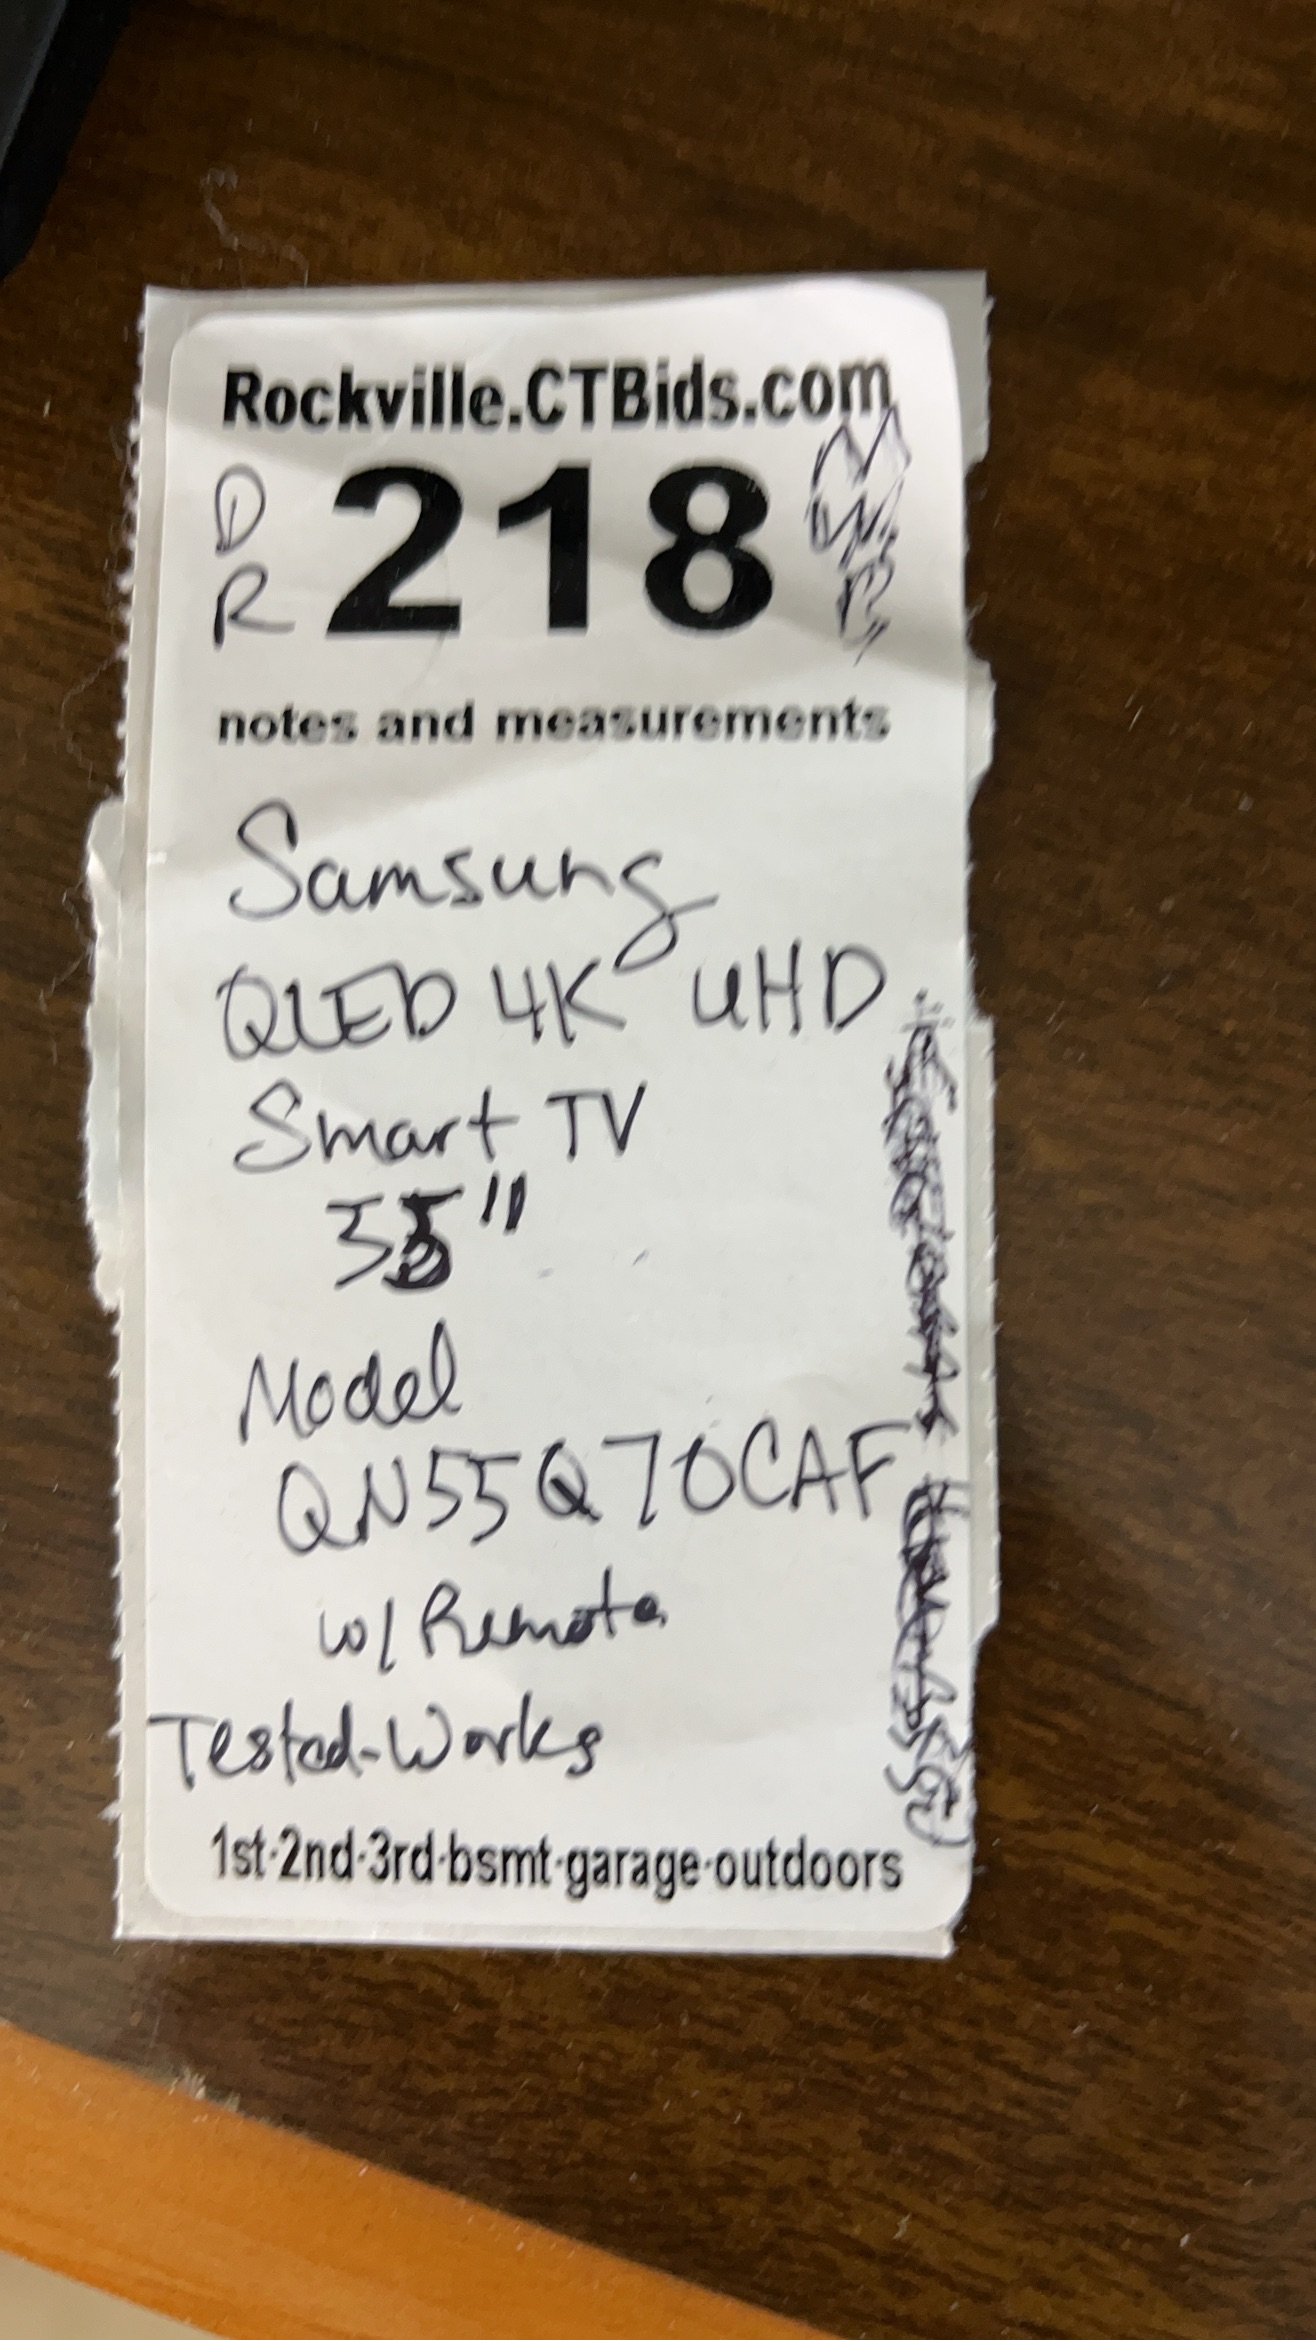 Rockville.CTBids.com
D
R
218
notes and measurements
Samsung
QLED 4K UHD
Smart TV
55"
Model
QN55Q70CAF
w/ Remote
Tested-Works
1st·2nd·3rd·bsmt·garage·outdoors